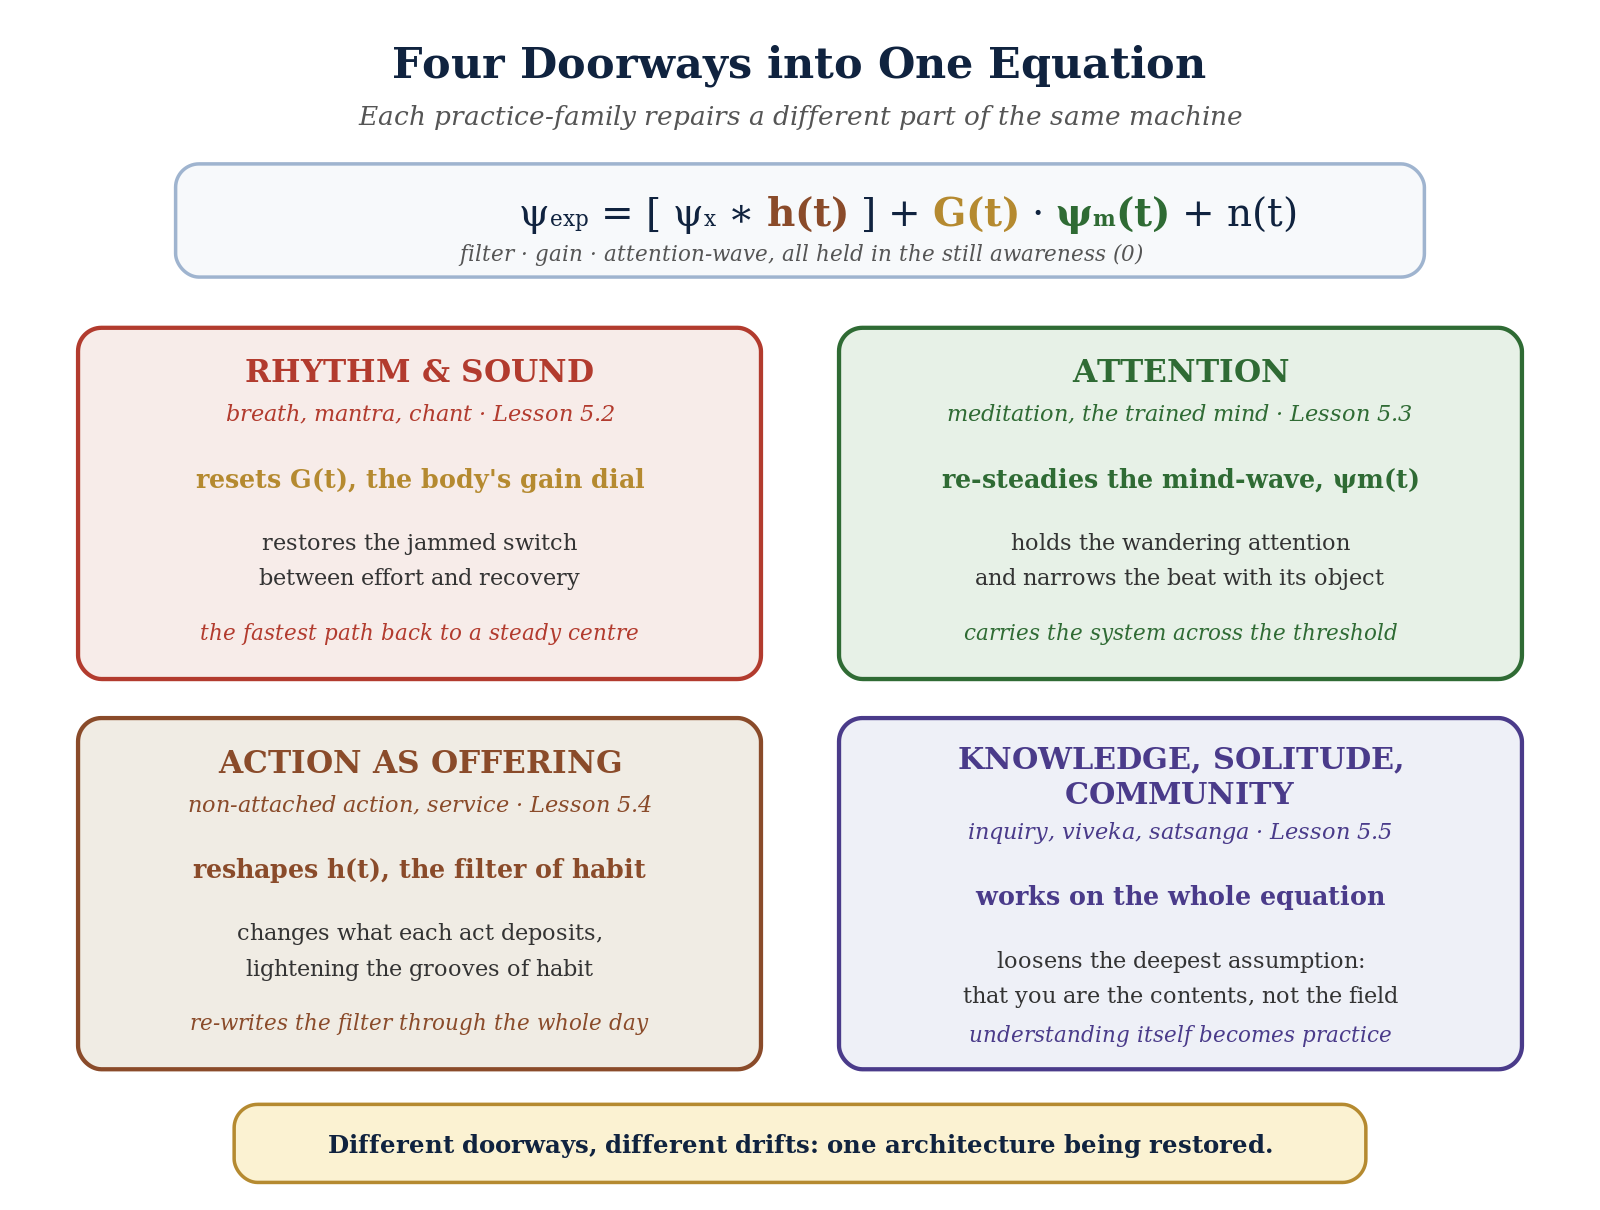 Four Doorways into One Equation
Each practice-family repairs a different part of the same machine
ψexp = [ ψx ∗ h(t) ] + G(t) · ψm(t) + n(t)
filter · gain · attention-wave, all held in the still awareness (0)
RHYTHM & SOUND
breath, mantra, chant · Lesson 5.2
resets G(t), the body's gain dial
restores the jammed switch
between effort and recovery
the fastest path back to a steady centre
ATTENTION
meditation, the trained mind · Lesson 5.3
re-steadies the mind-wave, ψm(t)
holds the wandering attention
and narrows the beat with its object
carries the system across the threshold
ACTION AS OFFERING
non-attached action, service · Lesson 5.4
reshapes h(t), the filter of habit
changes what each act deposits,
lightening the grooves of habit
re-writes the filter through the whole day
KNOWLEDGE, SOLITUDE,
COMMUNITY
inquiry, viveka, satsanga · Lesson 5.5
works on the whole equation
loosens the deepest assumption:
that you are the contents, not the field
understanding itself becomes practice
Different doorways, different drifts: one architecture being restored.